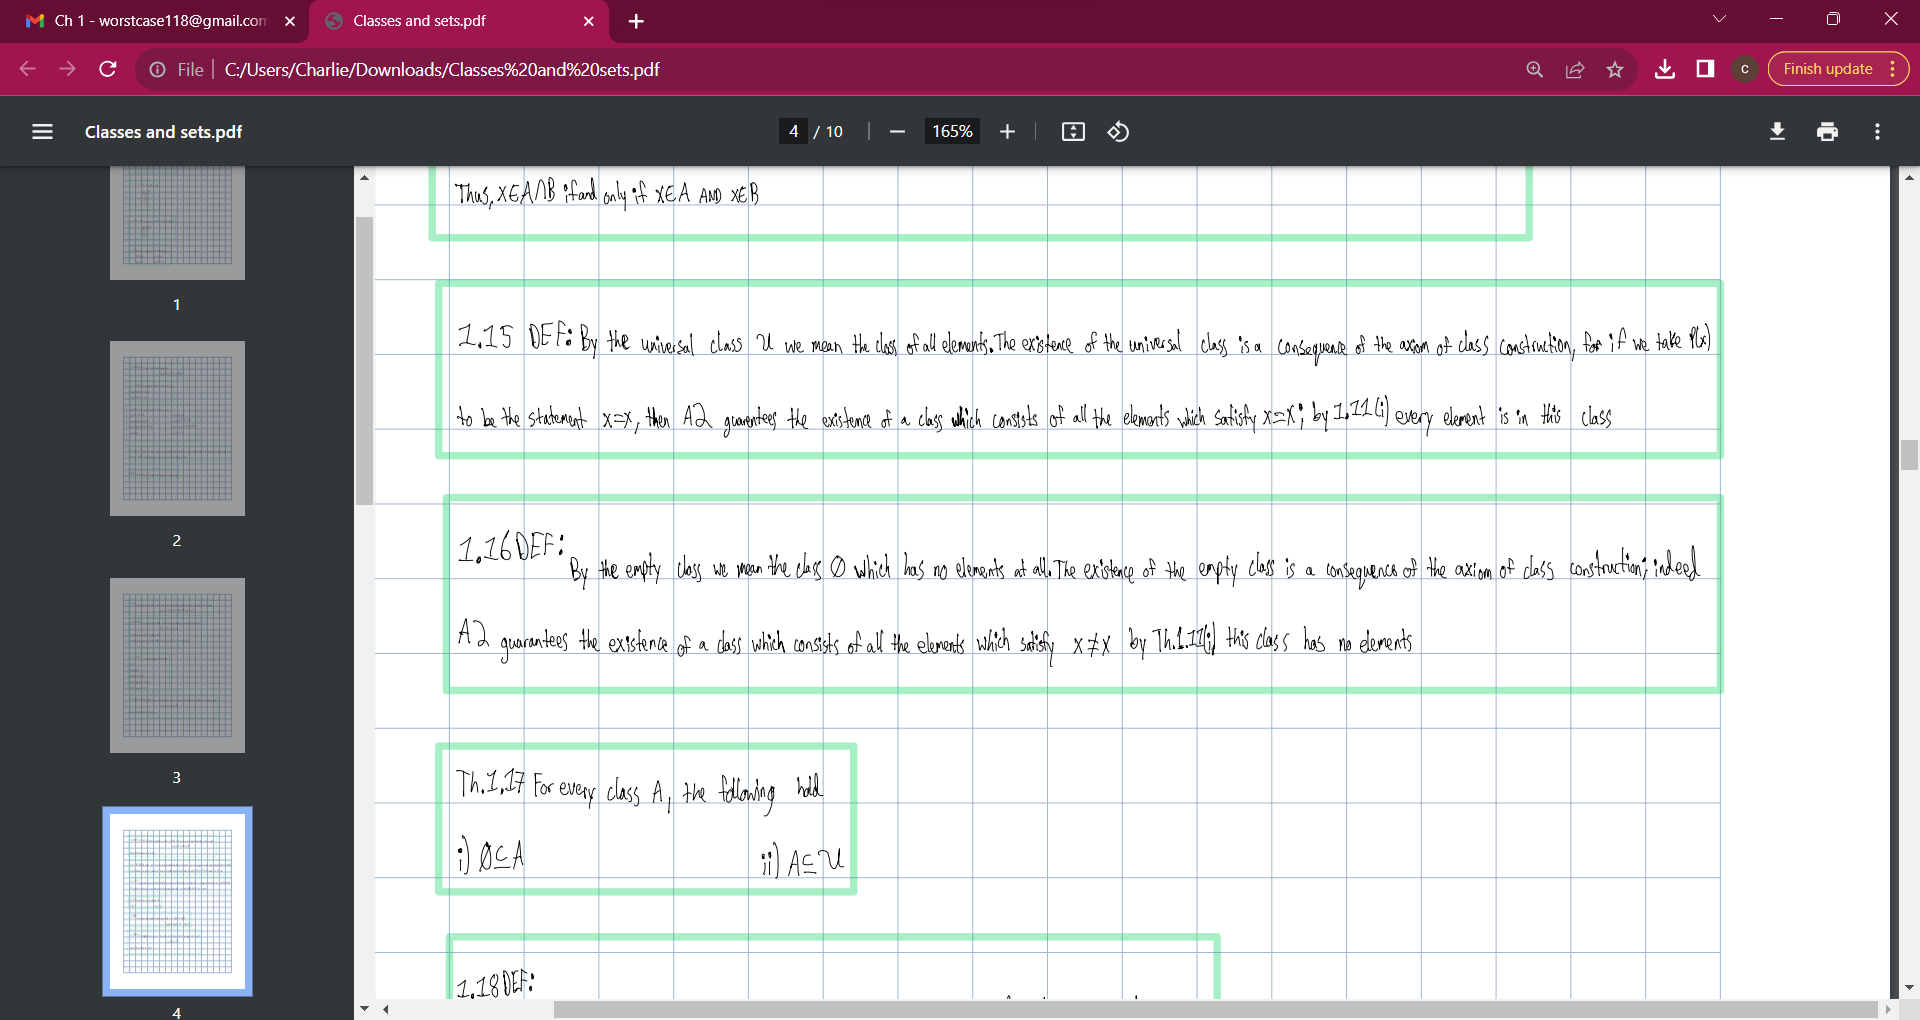 Ch 1 - worstcase118@gmail.com
Classes and sets.pdf
File
C:/Users/Charlie/Downloads/Classes%20and%20sets.pdf
C
Finish update
Classes and sets.pdf
4 / 10
165%
1
2
3
4
Thus, x∈A∩B if and only if x∈A AND x∈B
1.15 DEF: By the universal class U we mean the class of all elements. The existence of the universal class is a consequence of the axiom of class construction, for if we take P(x)
to be the statement x=x, then A2 guarentees the existence of a class which consists of all the elements which satisfy x=x; by 1.11(i) every element is in this class
1.16 DEF:
By the empty class we mean the class ∅ which has no elements at all. The existence of the empty class is a consequence of the axiom of class construction; indeed
A2 guarantees the existence of a class which consists of all the elements which satisfy x≠x by Th.1.11(i) this class has no elements
Th.1.17 For every class A, the following hold
i) ∅⊆A ii) A⊆U
1.18 DEF: